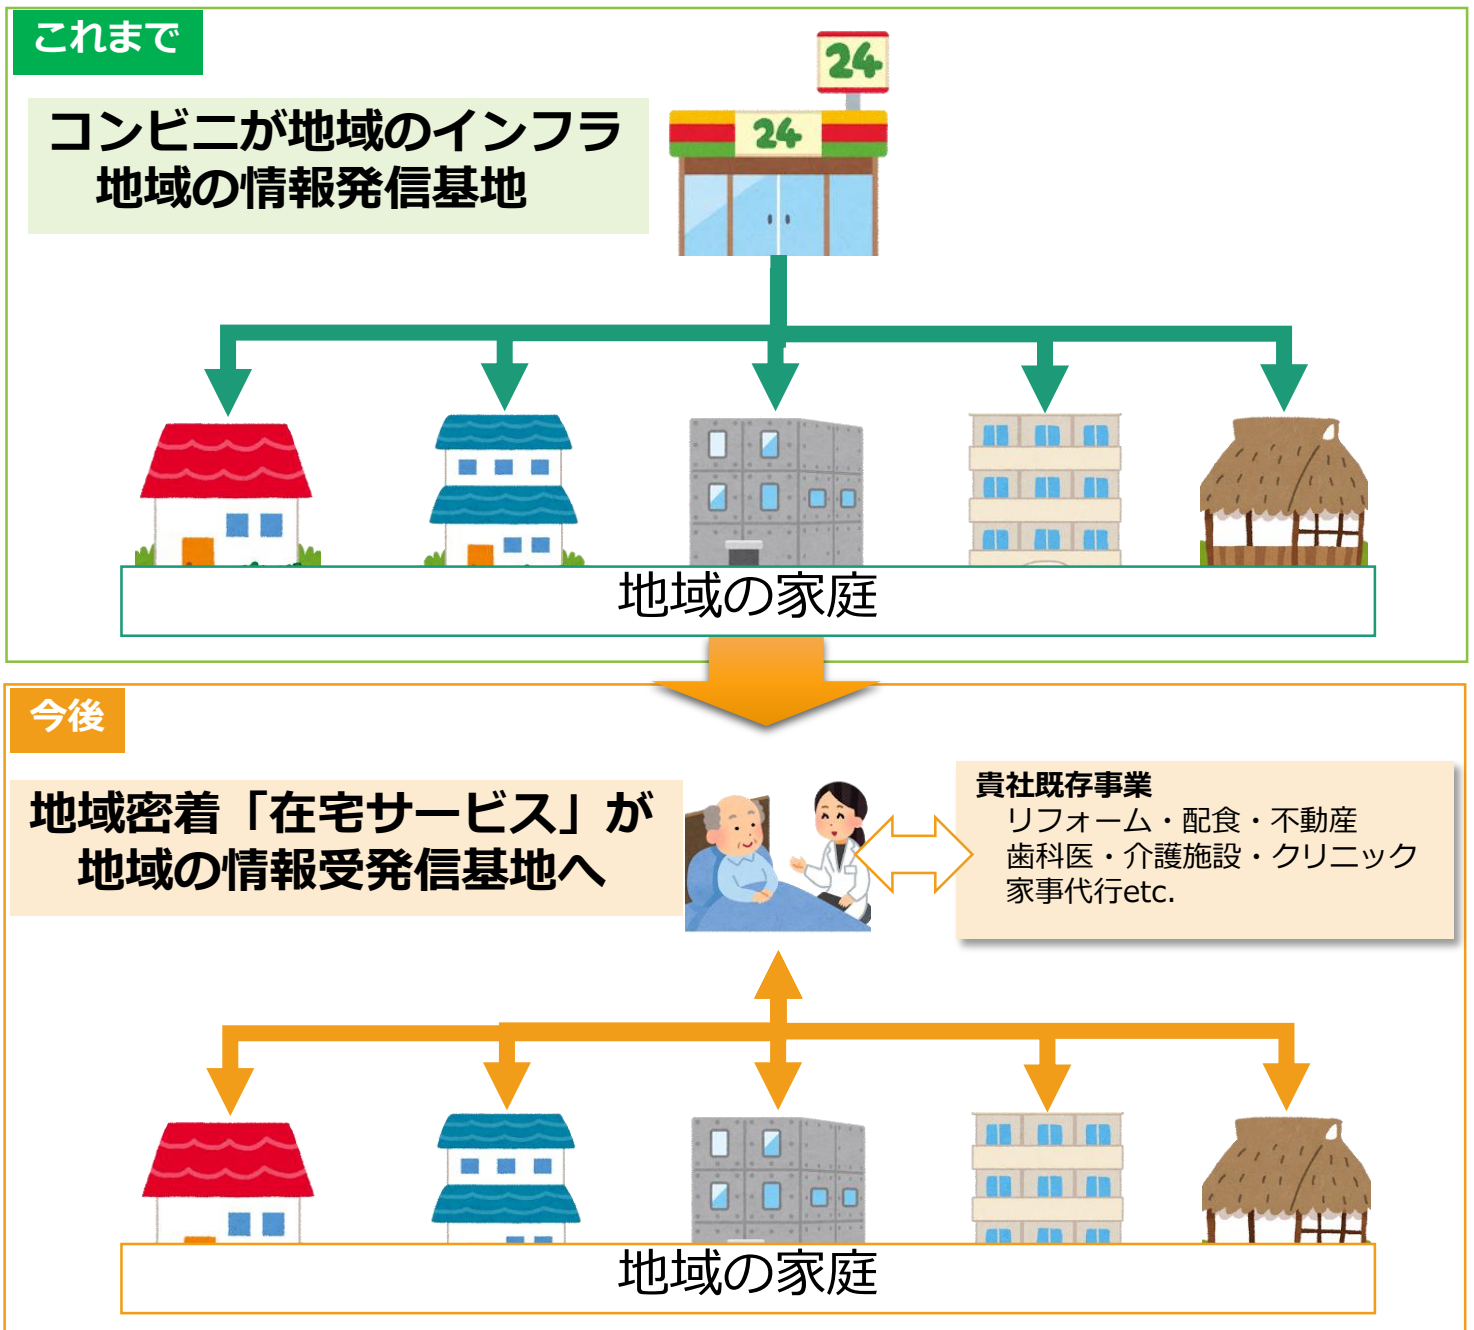 これまで
24
24
コンビニが地域のインフラ
地域の情報発信基地
地域の家庭
今後
地域密着「在宅サービス」が
地域の情報受発信基地へ
貴社既存事業
リフォーム・配食・不動産
歯科医・介護施設・クリニック
家事代行etc.
地域の家庭